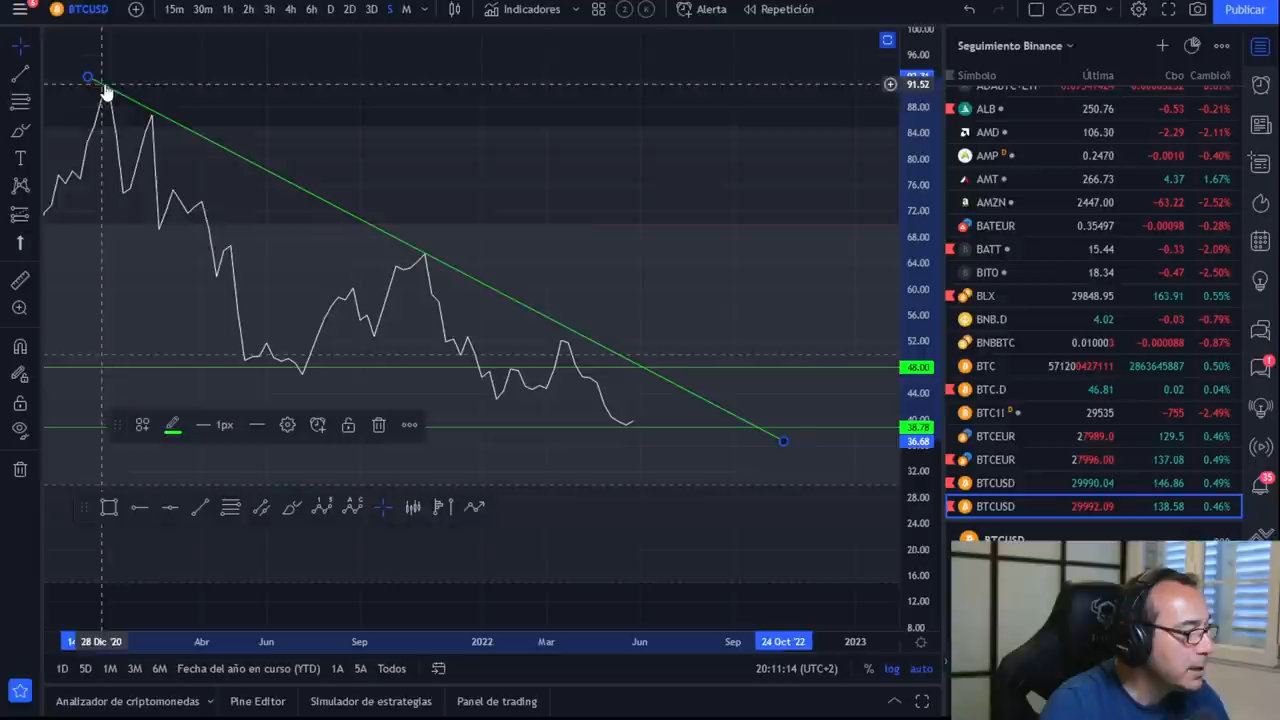 BTCUSD 15m 30m 1h 2h 3h 4h 6h D 2D 3D S M Indicadores 2 K Alerta Repetición FED Publicar
100.00
96.00
91.52
88.00
84.00
80.00
76.00
72.00
68.00
64.00
60.00
56.00
52.00
48.00
44.00
38.78
36.68
32.00
28.00
24.00
20.00
16.00
12.00
8.00
1px
28 Dic '20 Abr Jun Sep 2022 Mar Jun Sep 24 Oct '22 2023
1D 5D 1M 3M 6M Fecha del año en curso (YTD) 1A 5A Todos 20:11:14 (UTC+2) % log auto
Analizador de criptomonedas Pine Editor Simulador de estrategias Panel de trading
Seguimiento Binance
Símbolo Última Cbo Cambio%
ALB 250.76 −0.53 −0.21%
AMD 106.30 −2.29 −2.11%
AMP D 0.2470 −0.0010 −0.40%
AMT 266.73 4.37 1.67%
AMZN 2447.00 −63.22 −2.52%
BATEUR 0.35497 −0.00098 −0.28%
BATT 15.44 −0.33 −2.09%
BITO 18.34 −0.47 −2.50%
BLX 29848.95 163.91 0.55%
BNB.D 4.02 −0.03 −0.79%
BNBBTC 0.010003 −0.000088 −0.87%
BTC 571200427111 2863645887 0.50%
BTC.D 46.81 0.02 0.04%
BTC1! D 29535 −755 −2.49%
BTCEUR 27989.0 129.5 0.46%
BTCEUR 27996.00 137.08 0.49%
BTCUSD 29990.04 146.86 0.49%
BTCUSD 29992.09 138.58 0.46%
BTCUSD
1
35